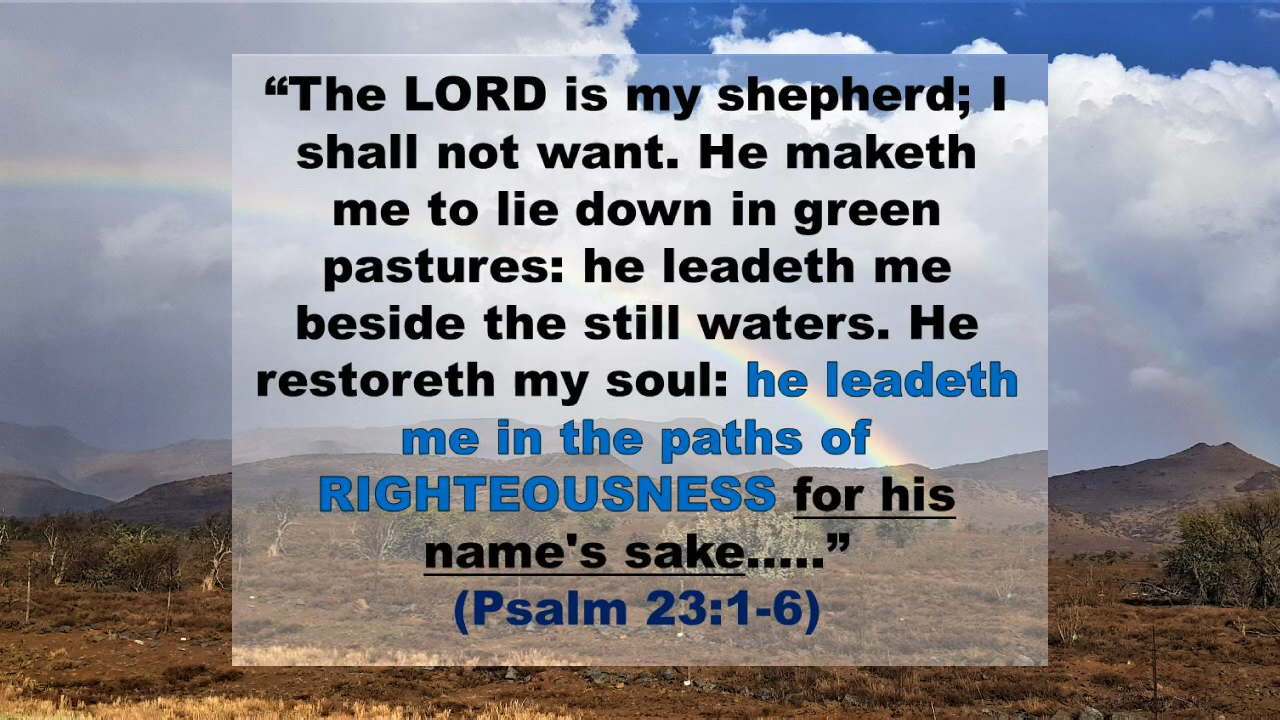 “The LORD is my shepherd; I
shall not want. He maketh
me to lie down in green
pastures: he leadeth me
beside the still waters. He
restoreth my soul: he leadeth
me in the paths of
RIGHTEOUSNESS for his
name's sake.....”
(Psalm 23:1-6)